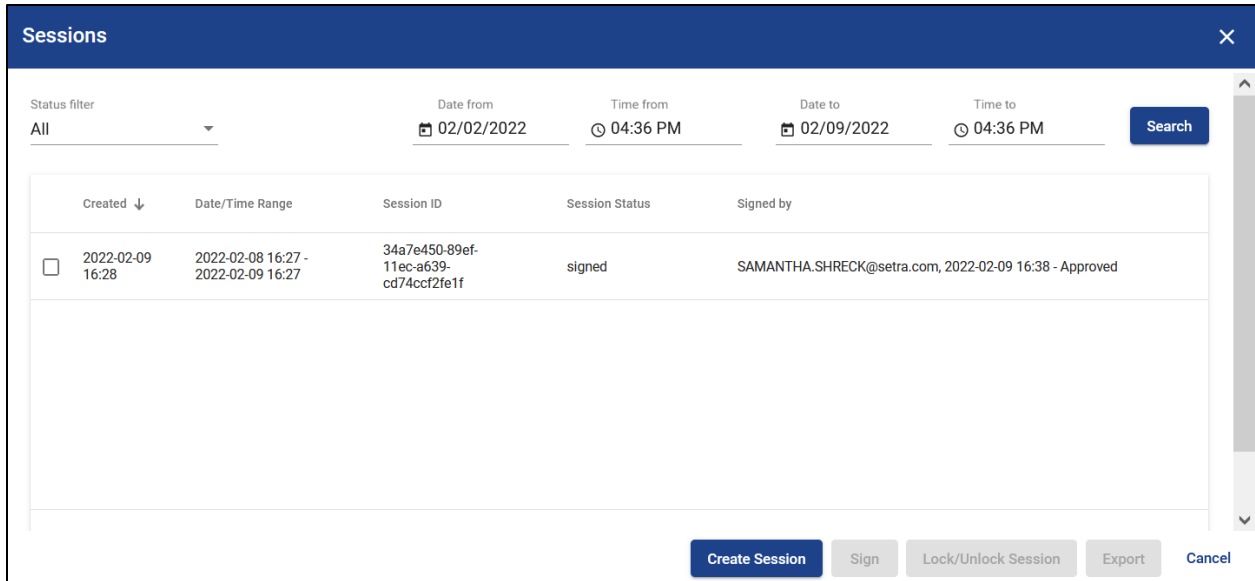 Sessions
Status filter
All
Date from
02/02/2022
Time from
04:36 PM
Date to
02/09/2022
Time to
04:36 PM
Search
Created
Date/Time Range
Session ID
Session Status
Signed by
2022-02-09
16:28
2022-02-08 16:27 -
2022-02-09 16:27
34a7e450-89ef-
11ec-a639-
cd74ccf2fe1f
signed
SAMANTHA.SHRECK@setra.com, 2022-02-09 16:38 - Approved
Create Session
Sign
Lock/Unlock Session
Export
Cancel